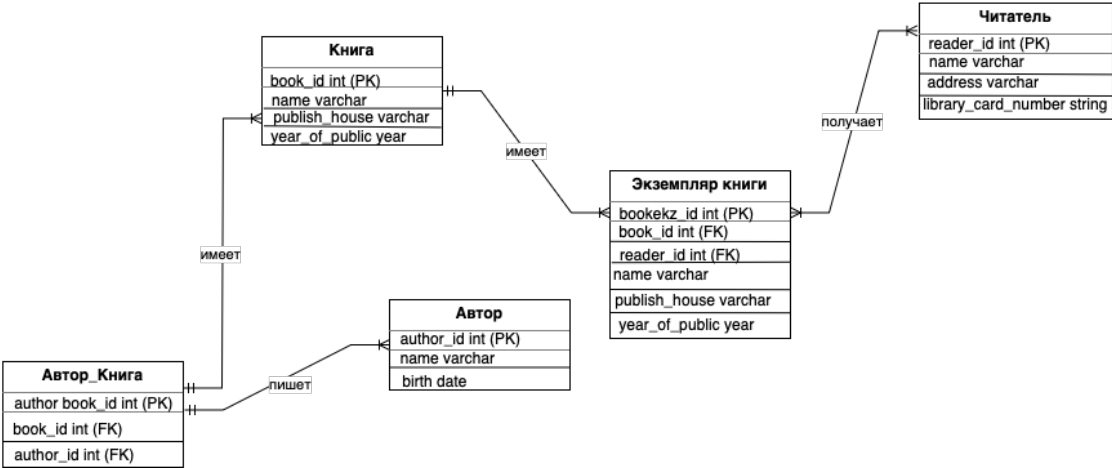 Читатель
reader_id int (PK)
name varchar
address varchar
library_card_number string
Книга
book_id int (PK)
name varchar
publish_house varchar
year_of_public year
получает
имеет
Экземпляр книги
bookekz_id int (PK)
book_id int (FK)
reader_id int (FK)
name varchar
publish_house varchar
year_of_public year
имеет
Автор
author_id int (PK)
name varchar
birth date
пишет
Автор_Книга
author book_id int (PK)
book_id int (FK)
author_id int (FK)